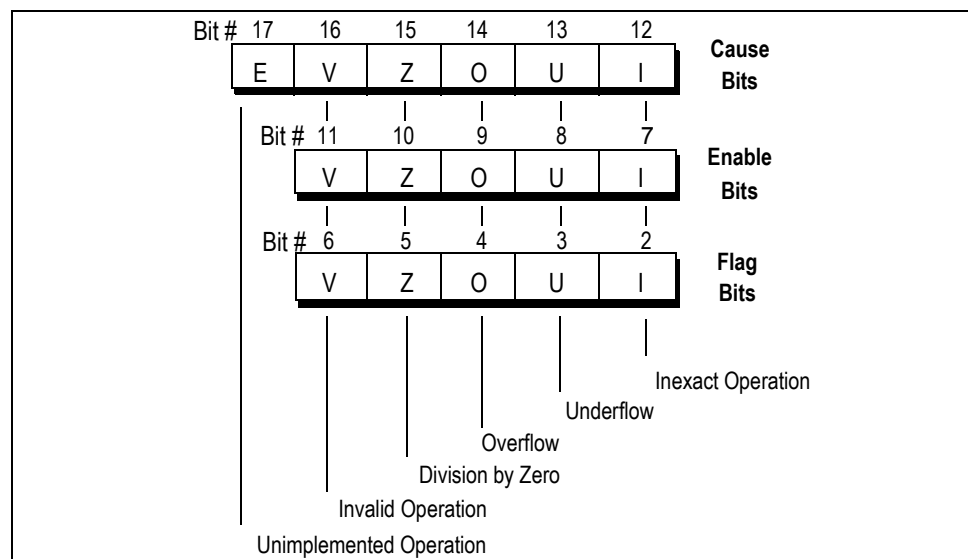 Bit # 17 16 15 14 13 12
E V Z O U I
Cause
Bits
Bit # 11 10 9 8 7
V Z O U I
Enable
Bits
Bit # 6 5 4 3 2
V Z O U I
Flag
Bits
Inexact Operation
Underflow
Overflow
Division by Zero
Invalid Operation
Unimplemented Operation